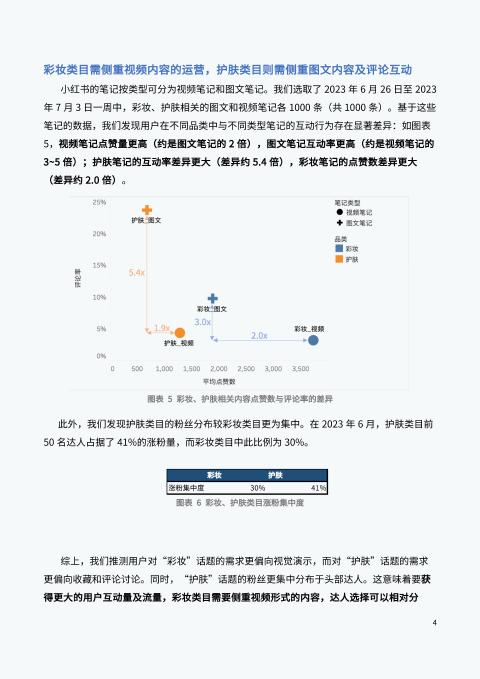 彩妆类目需侧重视频内容的运营，护肤类目则需侧重图文内容及评论互动
小红书的笔记按类型可分为视频笔记和图文笔记。我们选取了 2023 年 6 月 26 日至 2023
年 7 月 3 日一周中，彩妆、护肤相关的图文和视频笔记各 1000 条（共 1000 条）。基于这些
笔记的数据，我们发现用户在不同品类中与不同类型笔记的互动行为存在显著差异：如图表
5，视频笔记点赞量更高（约是图文笔记的 2 倍），图文笔记互动率更高（约是视频笔记的
3~5 倍）；护肤笔记的互动率差异更大（差异约 5.4 倍），彩妆笔记的点赞数差异更大
（差异约 2.0 倍）。
评论率
25%
20%
15%
10%
5%
0%
护肤_图文
5.4x
1.9x
护肤_视频
彩妆_图文
3.0x
2.0x
彩妆_视频
笔记类型
视频笔记
图文笔记
品类
彩妆
护肤
0 500 1,000 1,500 2,000 2,500 3,000 3,500
平均点赞数
图表 5 彩妆、护肤相关内容点赞数与评论率的差异
此外，我们发现护肤类目的粉丝分布较彩妆类目更为集中。在 2023 年 6 月，护肤类目前
50 名达人占据了 41%的涨粉量，而彩妆类目中此比例为 30%。
彩妆 护肤
涨粉集中度 30% 41%
图表 6 彩妆、护肤类目涨粉集中度
综上，我们推测用户对“彩妆”话题的需求更偏向视觉演示，而对“护肤”话题的需求
更偏向收藏和评论讨论。同时，“护肤”话题的粉丝更集中分布于头部达人。这意味着要获
得更大的用户互动量及流量，彩妆类目需要侧重视频形式的内容，达人选择可以相对分
4